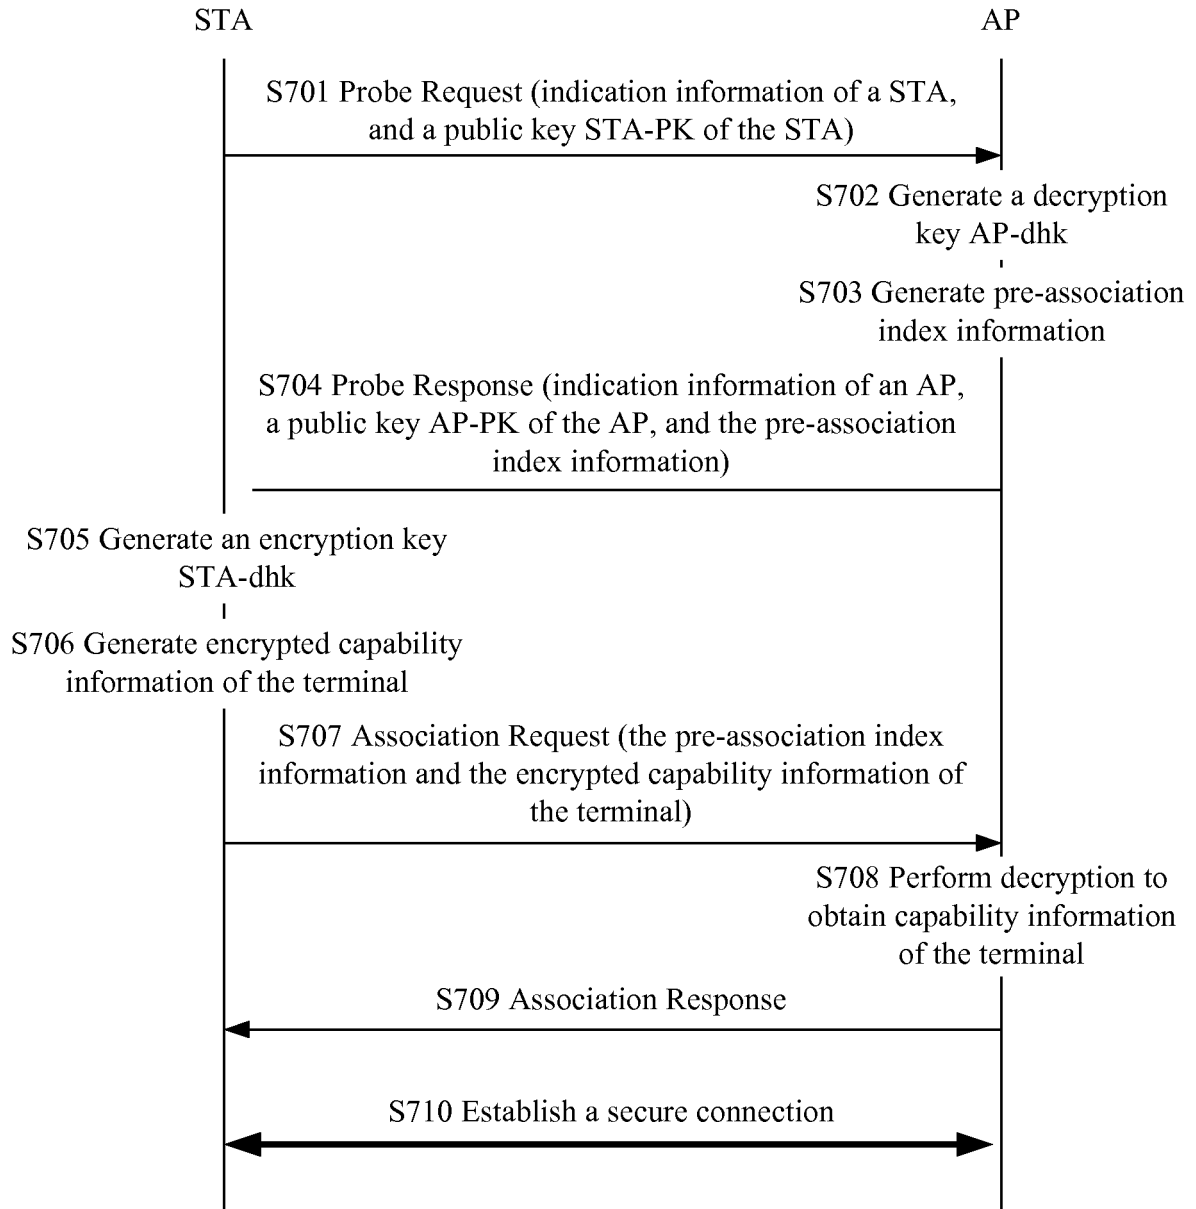 STA
AP
S701 Probe Request (indication information of a STA,
and a public key STA-PK of the STA)
S702 Generate a decryption
key AP-dhk
S703 Generate pre-association
index information
S704 Probe Response (indication information of an AP,
a public key AP-PK of the AP, and the pre-association
index information)
S705 Generate an encryption key
STA-dhk
S706 Generate encrypted capability
information of the terminal
S707 Association Request (the pre-association index
information and the encrypted capability information of
the terminal)
S708 Perform decryption to
obtain capability information
of the terminal
S709 Association Response
S710 Establish a secure connection